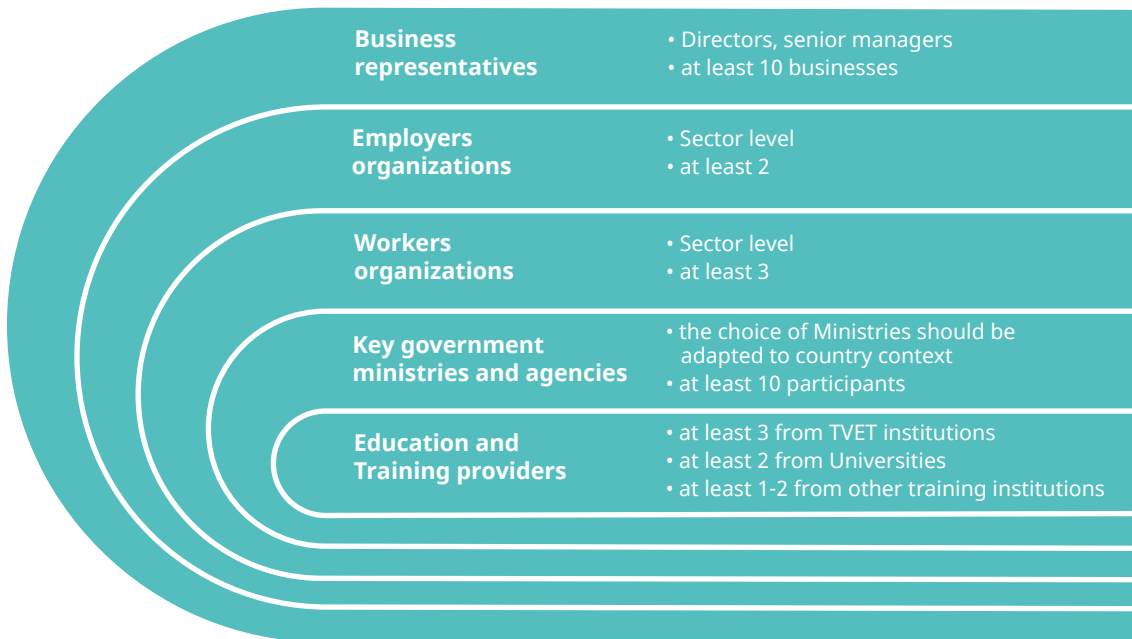 Business
representatives
• Directors, senior managers
• at least 10 businesses
Employers
organizations
• Sector level
• at least 2
Workers
organizations
• Sector level
• at least 3
Key government
ministries and agencies
• the choice of Ministries should be
adapted to country context
• at least 10 participants
Education and
Training providers
• at least 3 from TVET institutions
• at least 2 from Universities
• at least 1-2 from other training institutions